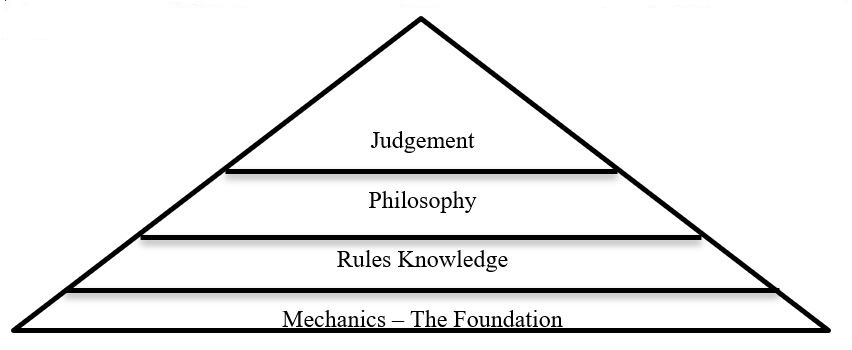 Judgement
Philosophy
Rules Knowledge
Mechanics – The Foundation